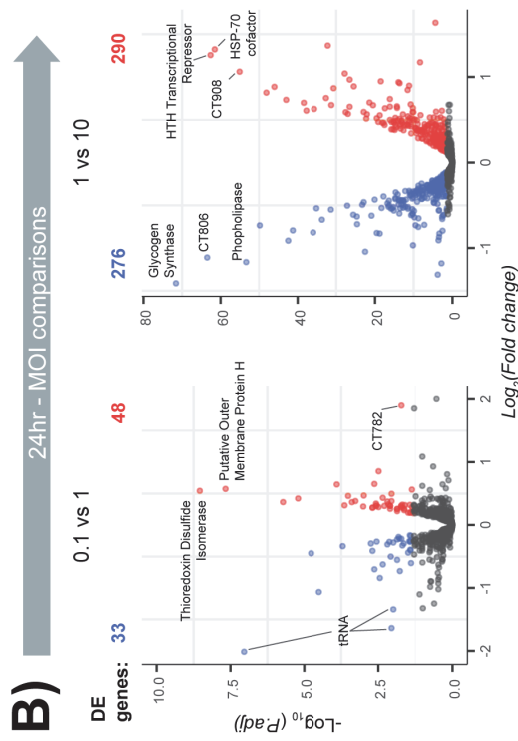 B)
24hr - MOI comparisons
0.1 vs 1
1 vs 10
DE
genes:
33
48
276
290
-Log10 (P.adj)
10.0
7.5
5.0
2.5
0.0
-2
-1
0
1
2
Thioredoxin Disulfide
Isomerase
Putative Outer
Membrane Protein H
tRNA
CT782
80
60
40
20
0
-1
0
1
Glycogen
Synthase
CT806
Phopholipase
HTH Transcriptional
Repressor
HSP-70
cofactor
CT908
Log2(Fold change)